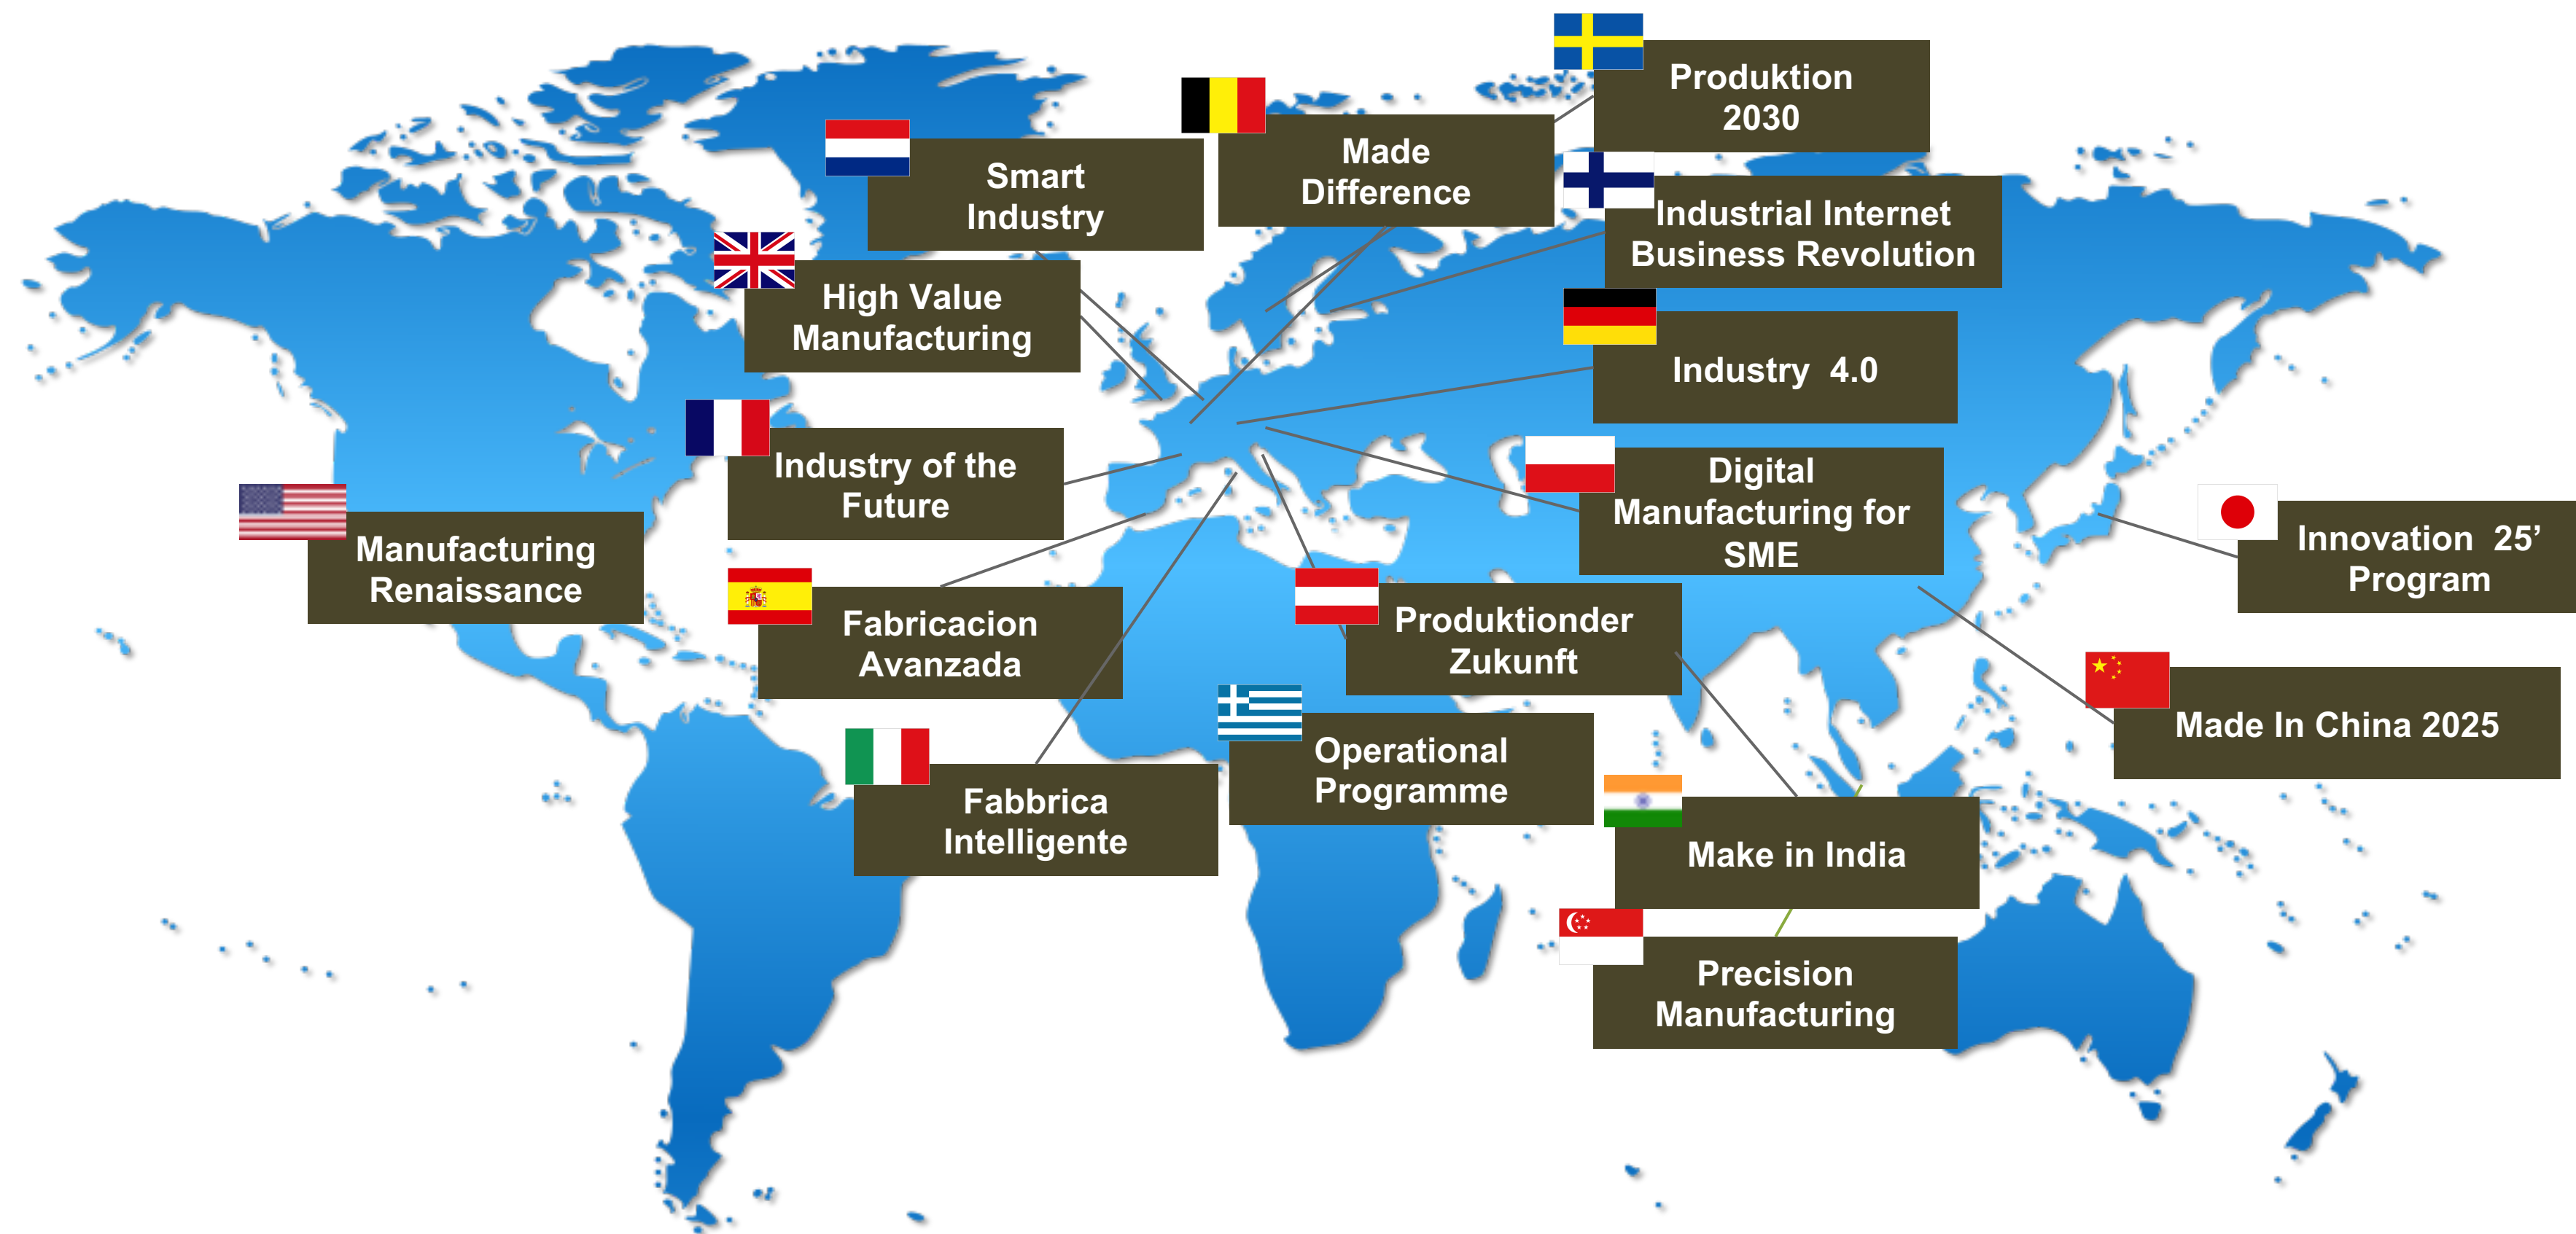 Produktion
2030
Made
Difference
Smart
Industry
Industrial Internet
Business Revolution
High Value
Manufacturing
Industry  4.0
Industry of the
Future
Digital
Manufacturing for
SME
Manufacturing
Renaissance
Innovation  25’
Program
Fabricacion
Avanzada
Produktionder
Zukunft
Made In China 2025
Operational
Programme
Fabbrica
Intelligente
Make in India
Precision
Manufacturing